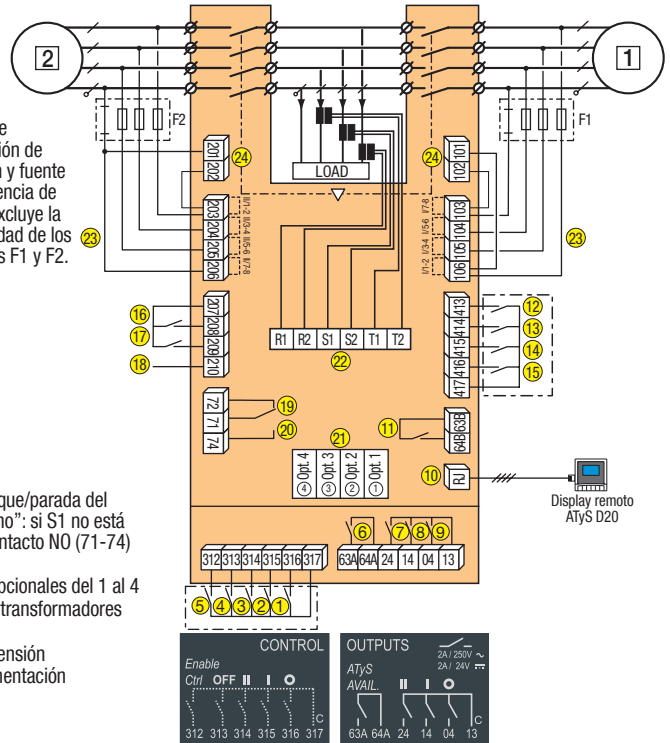 2
1
F2
F1
de
ión de
n y fuente
encia de
xcluye la
dad de los
s F1 y F2.
201
202
24
24
101
102
LOAD
203
204
205
206
II/1-2
II/3-4
II/5-6
II/7-8
I/7-8
I/5-6
I/3-4
I/1-2
103
104
105
106
23
23
207
208
209
210
16
17
18
R1 R2 S1 S2 T1 T2
22
413
414
415
416
417
12
13
14
15
72
71
74
19
20
21
11
63B
64B
Opt. 4 ④
Opt. 3 ③
Opt. 2 ②
Opt. 1 ①
10
RJ
Display remoto
ATyS D20
que/parada del
no”: si S1 no está
ntacto NO (71-74)
pcionales del 1 al 4
transformadores
ensión
mentación
6 7 8 9
312 313 314 315 316 317
63A 64A 24 14 04 13
5 4 3 2 1
CONTROL
Enable
Ctrl OFF II I O
C
312 313 314 315 316 317
OUTPUTS
2A / 250V ~
2A / 24V ⎓
ATyS
AVAIL. II I O
C
63A 64A 24 14 04 13